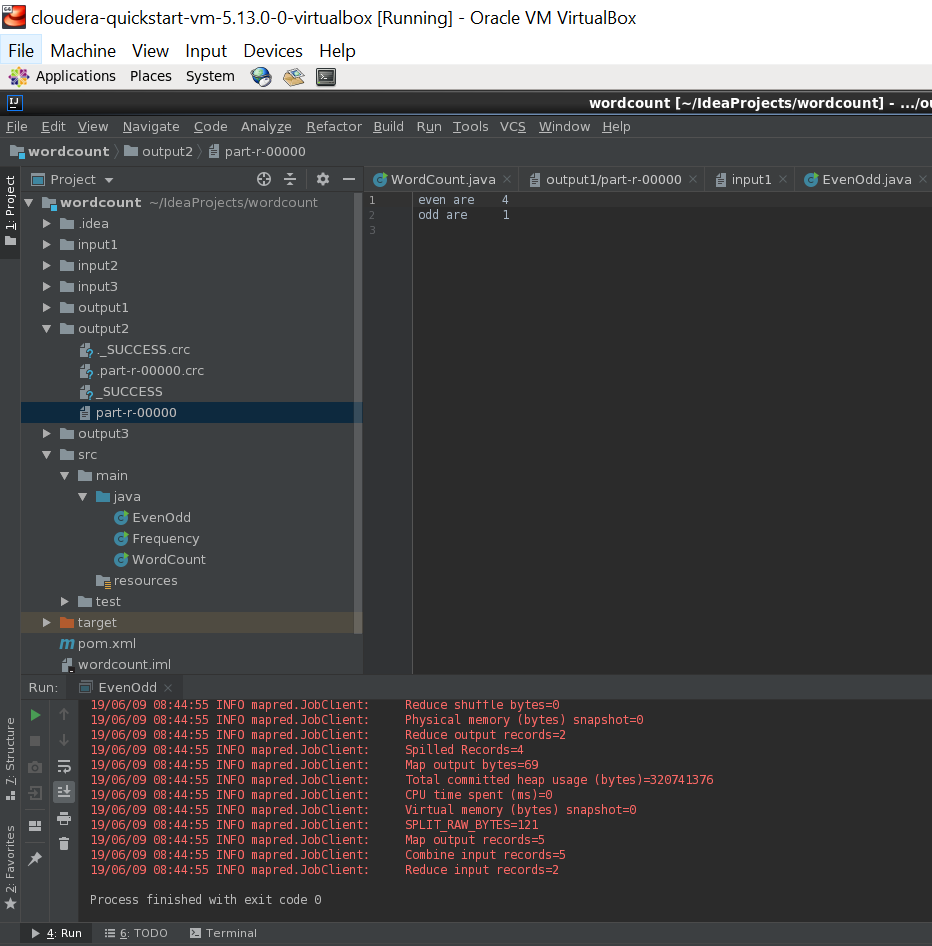 cloudera-quickstart-vm-5.13.0-0-virtualbox [Running] - Oracle VM VirtualBox
File Machine View Input Devices Help
Applications Places System
IJ wordcount [~/IdeaProjects/wordcount] - .../ou
File Edit View Navigate Code Analyze Refactor Build Run Tools VCS Window Help
wordcount output2 part-r-00000
1: Project
Project
WordCount.java output1/part-r-00000 input1 EvenOdd.java
wordcount ~/IdeaProjects/wordcount
.idea
input1
input2
input3
output1
output2
._SUCCESS.crc
.part-r-00000.crc
_SUCCESS
part-r-00000
output3
src
main
java
EvenOdd
Frequency
WordCount
resources
test
target
pom.xml
wordcount.iml
1 even are 4
2 odd are 1
3
Run: EvenOdd
19/06/09 08:44:55 INFO mapred.JobClient: Reduce shuffle bytes=0
19/06/09 08:44:55 INFO mapred.JobClient: Physical memory (bytes) snapshot=0
19/06/09 08:44:55 INFO mapred.JobClient: Reduce output records=2
19/06/09 08:44:55 INFO mapred.JobClient: Spilled Records=4
19/06/09 08:44:55 INFO mapred.JobClient: Map output bytes=69
19/06/09 08:44:55 INFO mapred.JobClient: Total committed heap usage (bytes)=320741376
19/06/09 08:44:55 INFO mapred.JobClient: CPU time spent (ms)=0
19/06/09 08:44:55 INFO mapred.JobClient: Virtual memory (bytes) snapshot=0
19/06/09 08:44:55 INFO mapred.JobClient: SPLIT_RAW_BYTES=121
19/06/09 08:44:55 INFO mapred.JobClient: Map output records=5
19/06/09 08:44:55 INFO mapred.JobClient: Combine input records=5
19/06/09 08:44:55 INFO mapred.JobClient: Reduce input records=2
Process finished with exit code 0
7: Structure
2: Favorites
4: Run 6: TODO Terminal